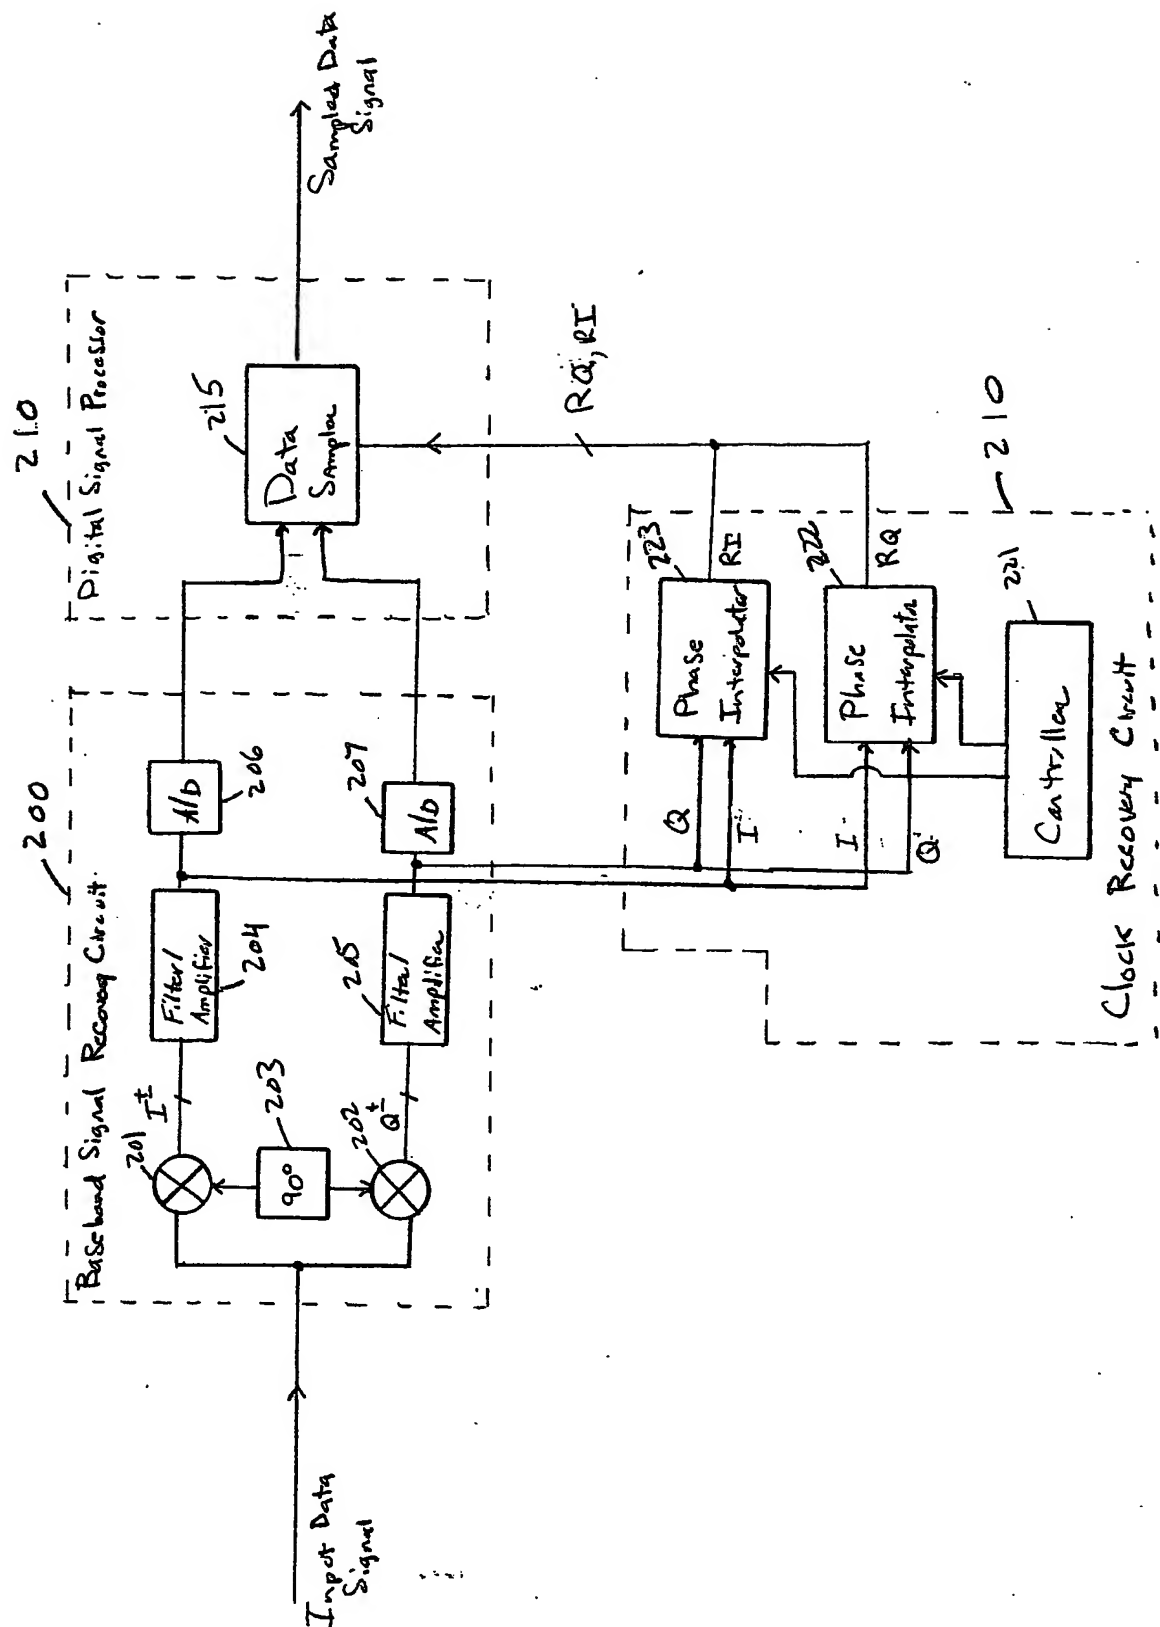 Input Data
Signal
200
Baseband Signal Recovery Circuit
201
I±
Filter/
Amplifier
204
A/D
206
90°
203
202
Q±
Filter/
Amplifier
205
A/D
207
210
Digital Signal Processor
Data
Sampler
215
Sampled Data
Signal
RQ, RI
Q
I
Phase
Interpolator
223
RI
I
Q
Phase
Interpolator
222
RQ
Controller
221
210
Clock Recovery Circuit